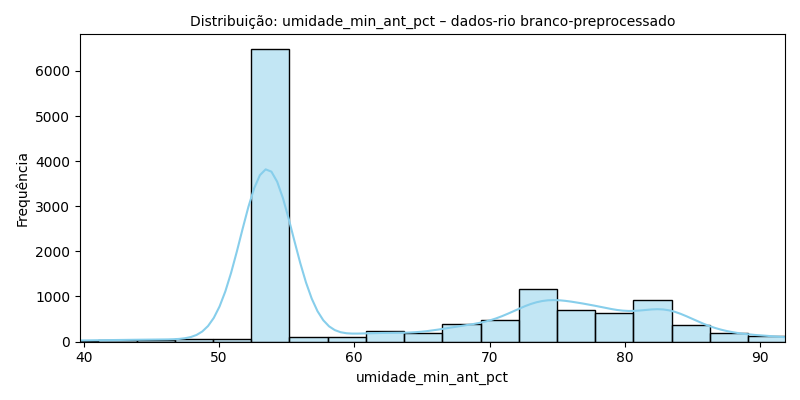 Distribuição: umidade_min_ant_pct – dados-rio branco-preprocessado
Frequência
6000
5000
4000
3000
2000
1000
0
40 50 60 70 80 90
umidade_min_ant_pct